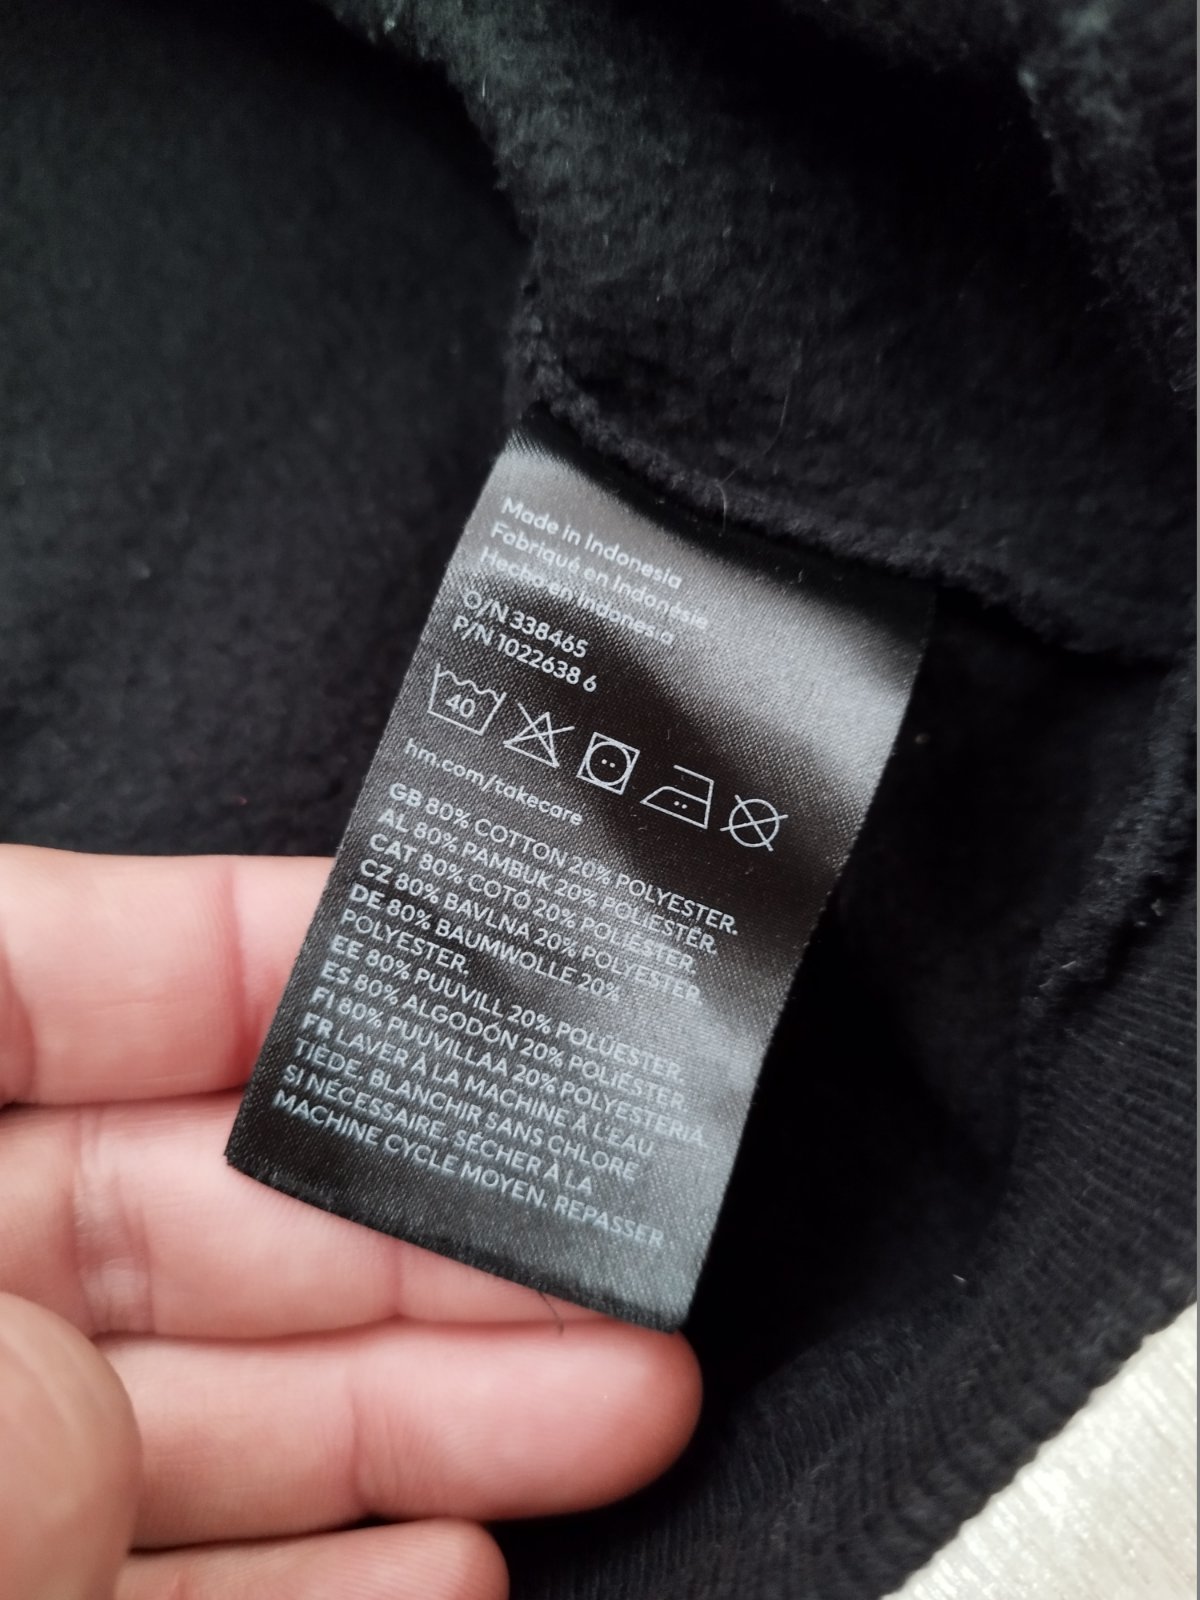 Made in Indonesia
Fabriqué en Indonésie
Hecho en Indonesia
O/N 338465
P/N 1022638 6
40
hm.com/takecare
GB 80% COTTON 20% POLYESTER.
AL 80% PAMBUK 20% POLIESTËR.
CAT 80% COTÓ 20% POLIÈSTER.
CZ 80% BAVLNA 20% POLYESTER.
DE 80% BAUMWOLLE 20%
POLYESTER.
EE 80% PUUVILL 20% POLÜESTER.
ES 80% ALGODÓN 20% POLIÉSTER.
FI 80% PUUVILLAA 20% POLYESTERIA.
FR LAVER À LA MACHINE À L'EAU
TIÈDE, BLANCHIR SANS CHLORE
SI NÉCESSAIRE, SÉCHER À LA
MACHINE CYCLE MOYEN, REPASSER